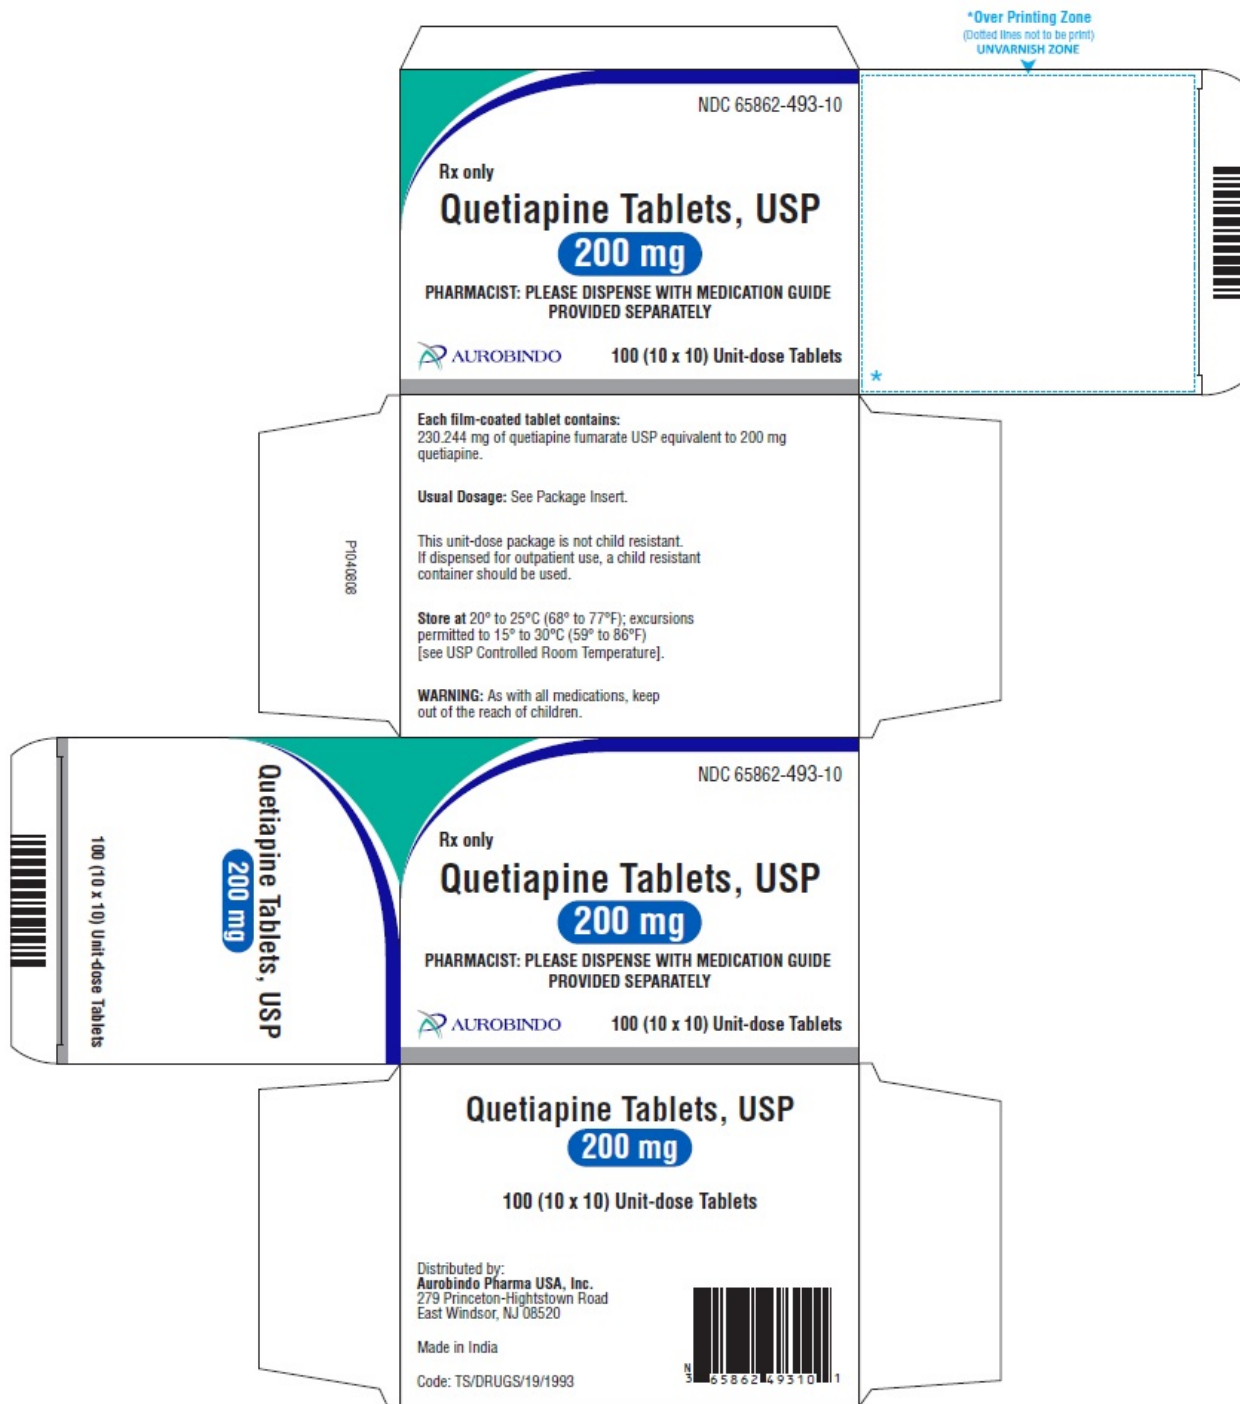 *Over Printing Zone
(Dotted lines not to be print)
UNVARNISH ZONE
NDC 65862-493-10
Rx only
Quetiapine Tablets, USP
200 mg
PHARMACIST: PLEASE DISPENSE WITH MEDICATION GUIDE
PROVIDED SEPARATELY
AUROBINDO
100 (10 x 10) Unit-dose Tablets
*
Each film-coated tablet contains:
230.244 mg of quetiapine fumarate USP equivalent to 200 mg
quetiapine.
Usual Dosage: See Package Insert.
This unit-dose package is not child resistant.
If dispensed for outpatient use, a child resistant
container should be used.
Store at 20° to 25°C (68° to 77°F); excursions
permitted to 15° to 30°C (59° to 86°F)
[see USP Controlled Room Temperature].
WARNING: As with all medications, keep
out of the reach of children.
P1040808
Quetiapine Tablets, USP
200 mg
100 (10 x 10) Unit-dose Tablets
NDC 65862-493-10
Rx only
Quetiapine Tablets, USP
200 mg
PHARMACIST: PLEASE DISPENSE WITH MEDICATION GUIDE
PROVIDED SEPARATELY
AUROBINDO
100 (10 x 10) Unit-dose Tablets
Quetiapine Tablets, USP
200 mg
100 (10 x 10) Unit-dose Tablets
Distributed by:
Aurobindo Pharma USA, Inc.
279 Princeton-Hightstown Road
East Windsor, NJ 08520
Made in India
Code: TS/DRUGS/19/1993
N
3 65862 49310 1